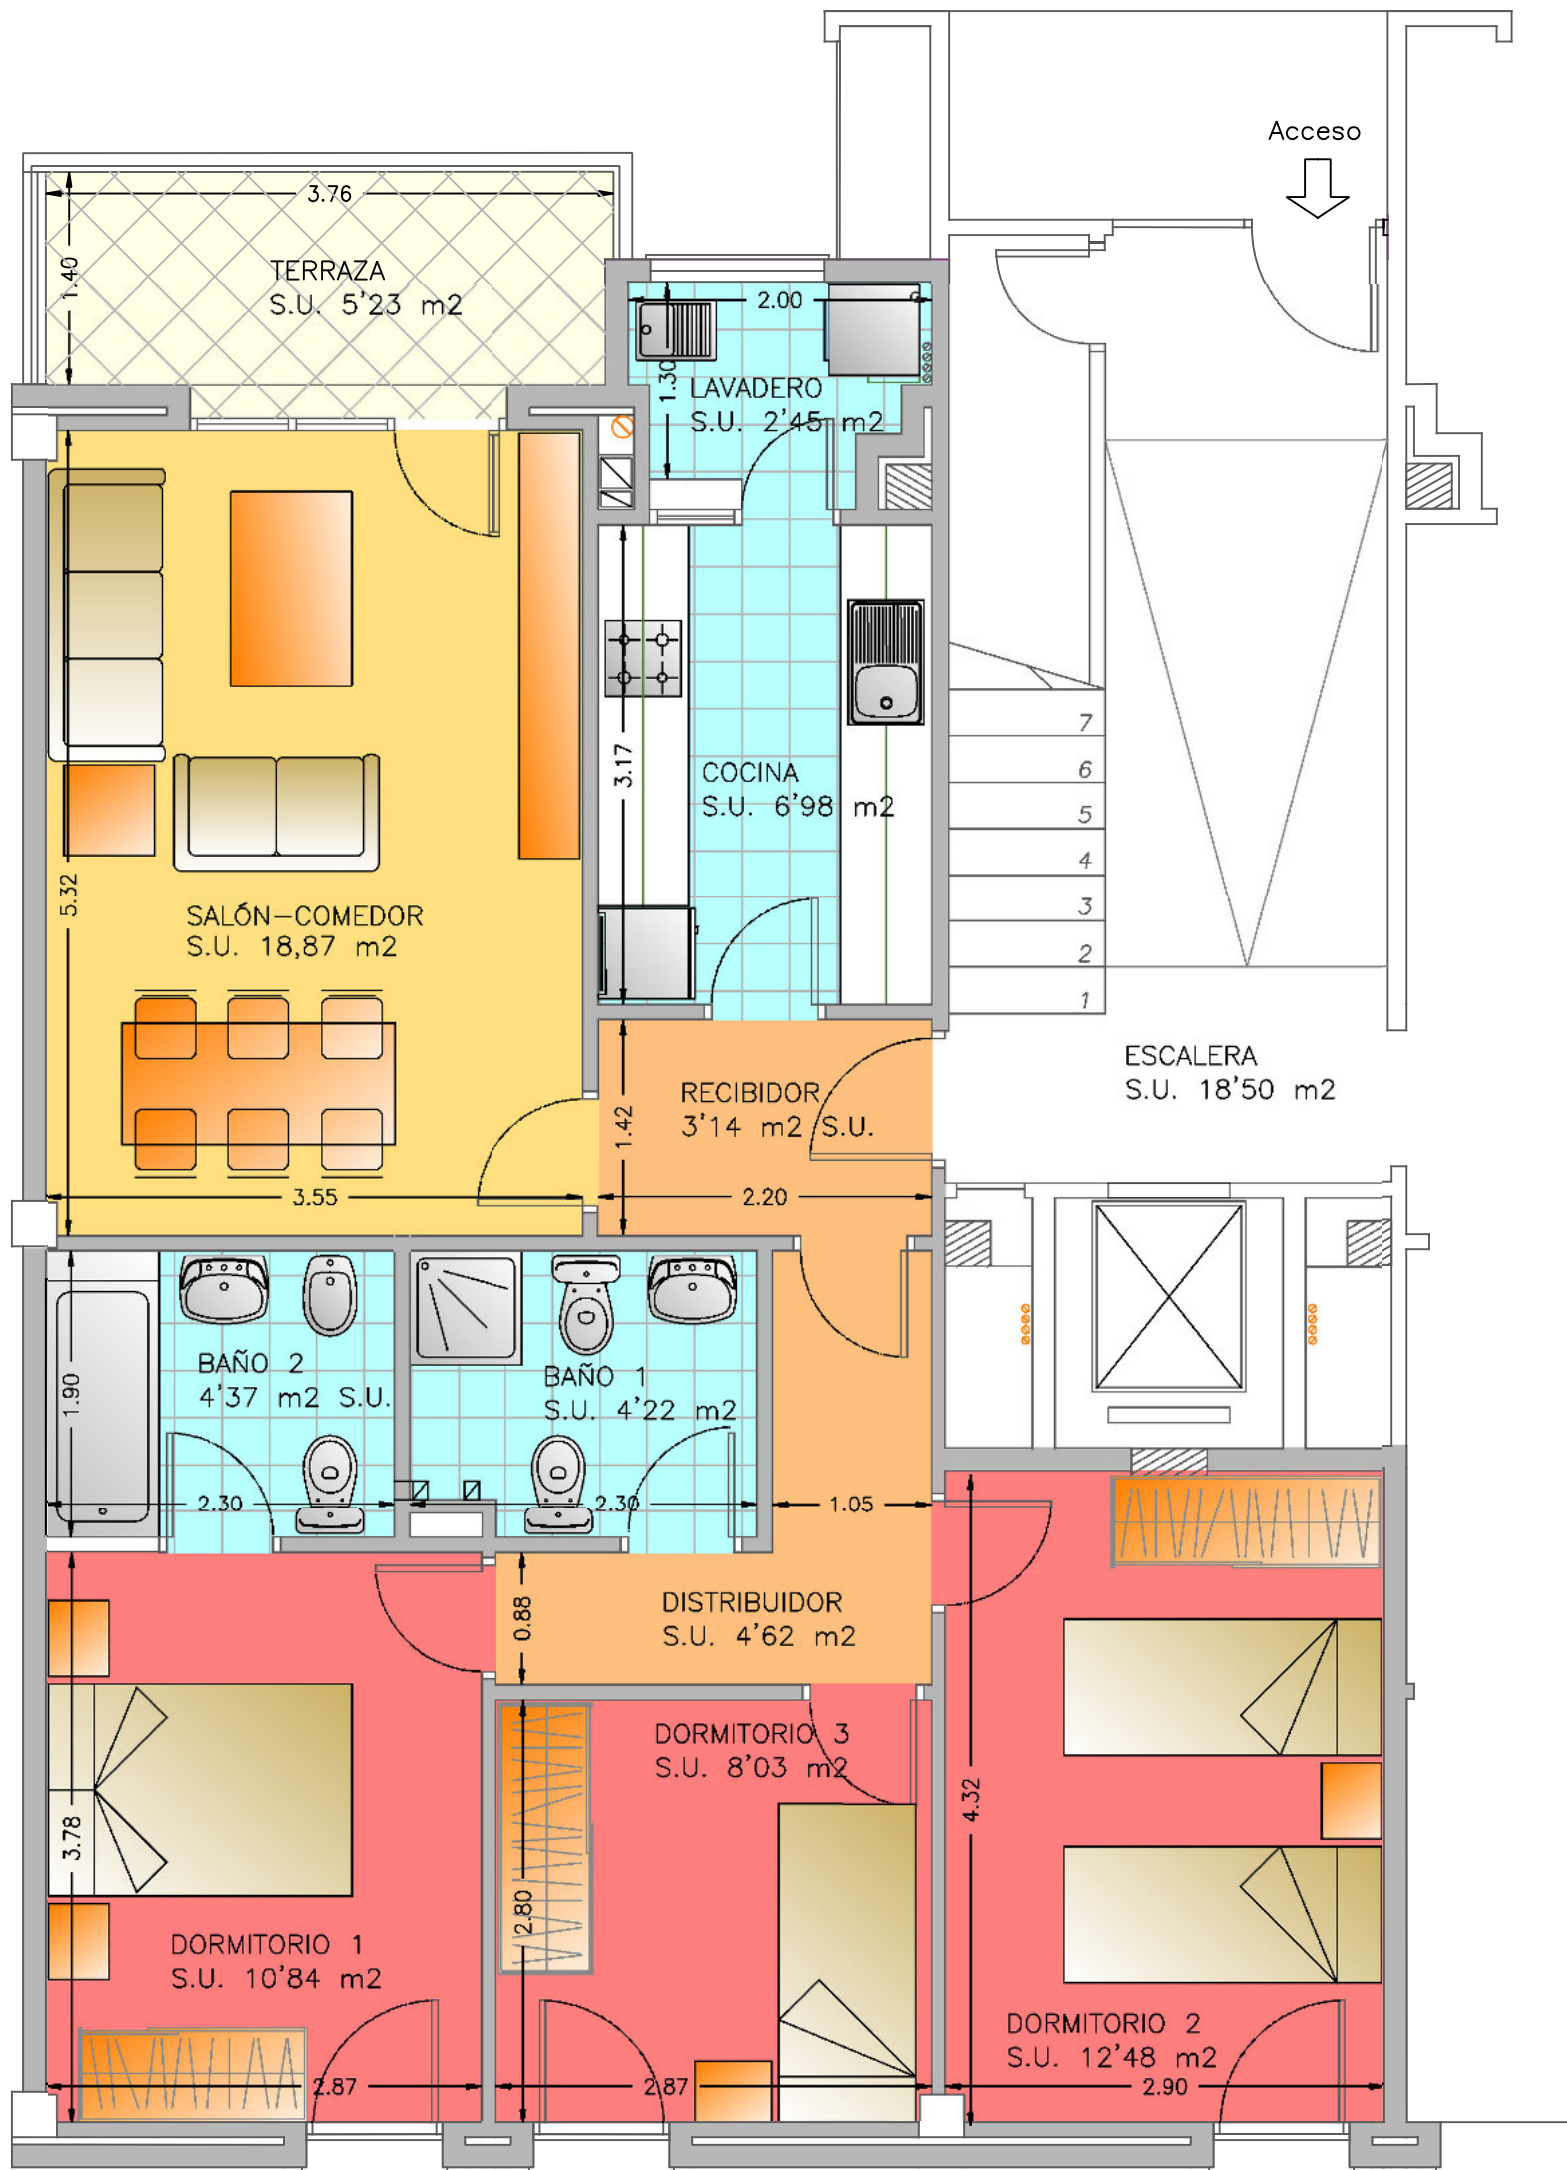 Acceso
3.76
1.40
TERRAZA
S.U. 5'23 m2
2.00
1.30
LAVADERO
S.U. 2'45 m2
7
6
5
4
3
2
1
3.17
COCINA
S.U. 6'98 m2
5.32
SALÓN-COMEDOR
S.U. 18,87 m2
ESCALERA
S.U. 18'50 m2
RECIBIDOR
3'14 m2 S.U.
1.42
3.55
2.20
BAÑO 2
4'37 m2 S.U.
1.90
BAÑO 1
S.U. 4'22 m2
2.30
2.30
1.05
0.88
DISTRIBUIDOR
S.U. 4'62 m2
DORMITORIO 3
S.U. 8'03 m2
4.32
3.78
2.80
DORMITORIO 1
S.U. 10'84 m2
DORMITORIO 2
S.U. 12'48 m2
2.87
2.87
2.90